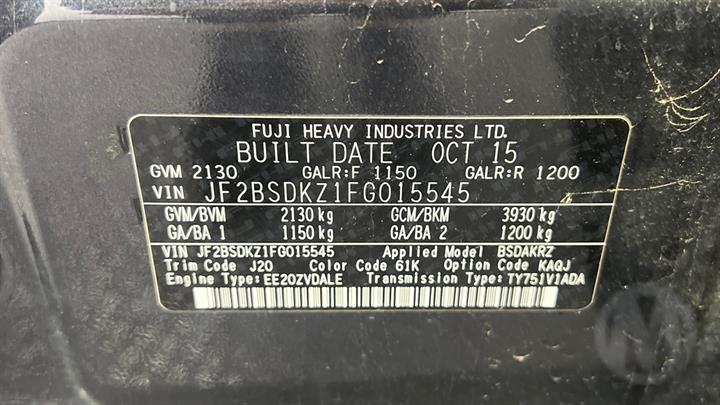 FUJI HEAVY INDUSTRIES LTD.
BUILT DATE OCT 15
GVM 2130 GALR:F 1150 GALR:R 1200
VIN JF2BSDKZ1FG015545
GVM/BVM 2130 kg GCM/BKM 3930 kg
GA/BA 1 1150 kg GA/BA 2 1200 kg
VIN JF2BSDKZ1FG015545 Applied Model BSDAKRZ
Trim Code J20 Color Code 61K Option Code KAQJ
Engine Type:EE20ZVDALE Transmission Type:TY751V1ADA
M